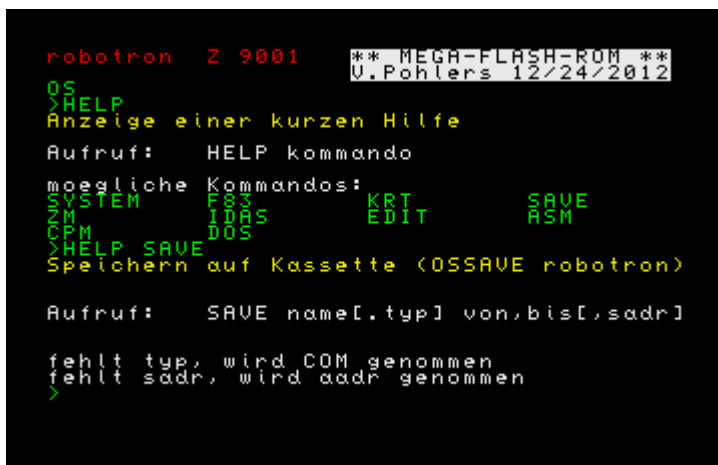 robotron Z 9001 ** MEGA-FLASH-ROM **
V.Pohlers 12/24/2012
OS
>HELP
Anzeige einer kurzen Hilfe
Aufruf: HELP kommando
moegliche Kommandos:
SYSTEM F83 KRT SAVE
ZM IDAS EDIT ASM
CPM DOS
>HELP SAVE
Speichern auf Kassette (OSSAVE robotron)
Aufruf: SAVE name[.typ] von,bis[,sadr]
fehlt typ, wird COM genommen
fehlt sadr, wird aadr genommen
>